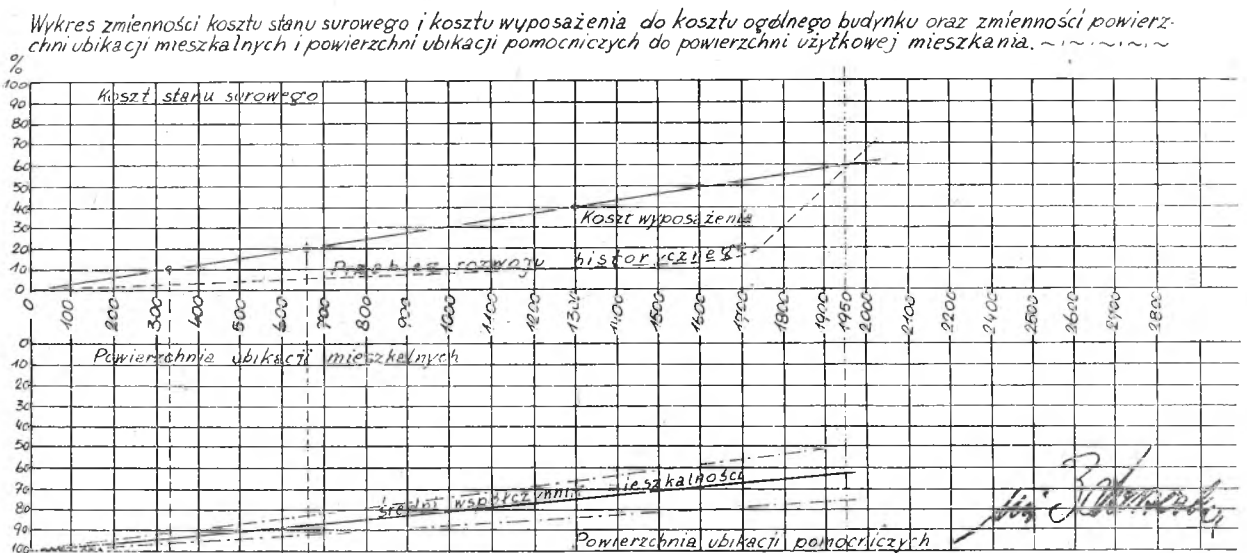 Wykres zmienności kosztu stanu surowego i kosztu wyposażenia do kosztu ogólnego budynku oraz zmienności powierz-
chni ubikacji mieszkalnych i powierzchni ubikacji pomocniczych do powierzchni użytkowej mieszkania.
%
100
90
80
70
60
50
40
30
20
10
0
Koszt stanu surowego
Koszt wyposażenia
Przebieg rozwoju historycznego
0 100 200 300 400 500 600 700 800 900 1000 1100 1200 1300 1400 1500 1600 1700 1800 1900 1950 2000 2100 2200 2300 2400 2500 2600 2700 2800
0
10
20
30
40
50
60
70
80
90
100
Powierzchnia ubikacji mieszkalnych
średni współczynnik mieszkalności
Powierzchnia ubikacji pomocniczych